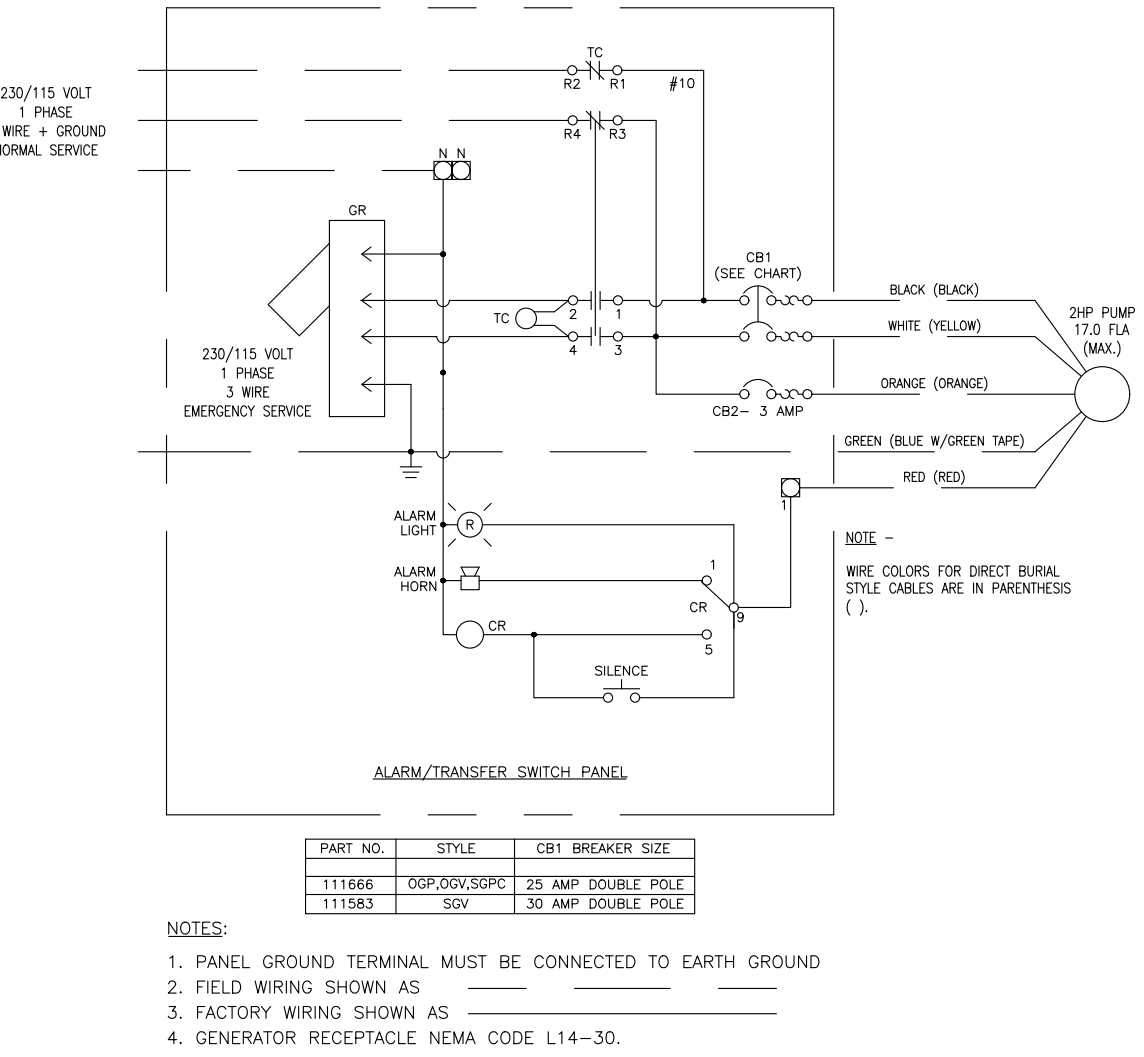 TC
R2 R1 #10
230/115 VOLT
1 PHASE
WIRE + GROUND
NORMAL SERVICE
R4 R3
N N
GR
CB1
(SEE CHART)
BLACK (BLACK)
TC 2 1
WHITE (YELLOW)
2HP PUMP
17.0 FLA
(MAX.)
4 3
230/115 VOLT
1 PHASE
3 WIRE
EMERGENCY SERVICE
ORANGE (ORANGE)
CB2- 3 AMP
GREEN (BLUE W/GREEN TAPE)
RED (RED)
1
ALARM
LIGHT
R
NOTE -
WIRE COLORS FOR DIRECT BURIAL
STYLE CABLES ARE IN PARENTHESIS
( ).
ALARM
HORN
1
CR
9
CR
5
SILENCE
ALARM/TRANSFER SWITCH PANEL
PART NO. STYLE CB1 BREAKER SIZE
111666 OGP,OGV,SGPC 25 AMP DOUBLE POLE
111583 SGV 30 AMP DOUBLE POLE
NOTES:
1. PANEL GROUND TERMINAL MUST BE CONNECTED TO EARTH GROUND
2. FIELD WIRING SHOWN AS
3. FACTORY WIRING SHOWN AS
4. GENERATOR RECEPTACLE NEMA CODE L14-30.